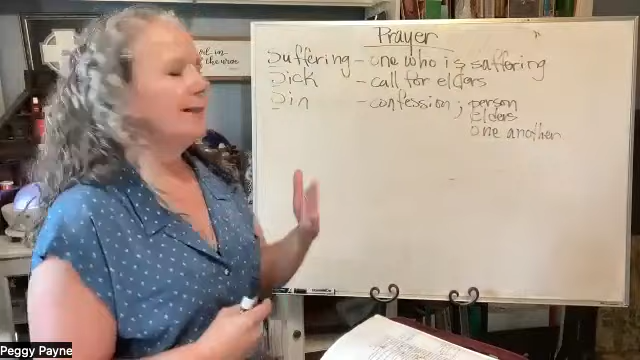 Prayer
Suffering - one who is suffering
Sick - call for elders
Sin - confession ; person
elders
one another
Peggy Payne